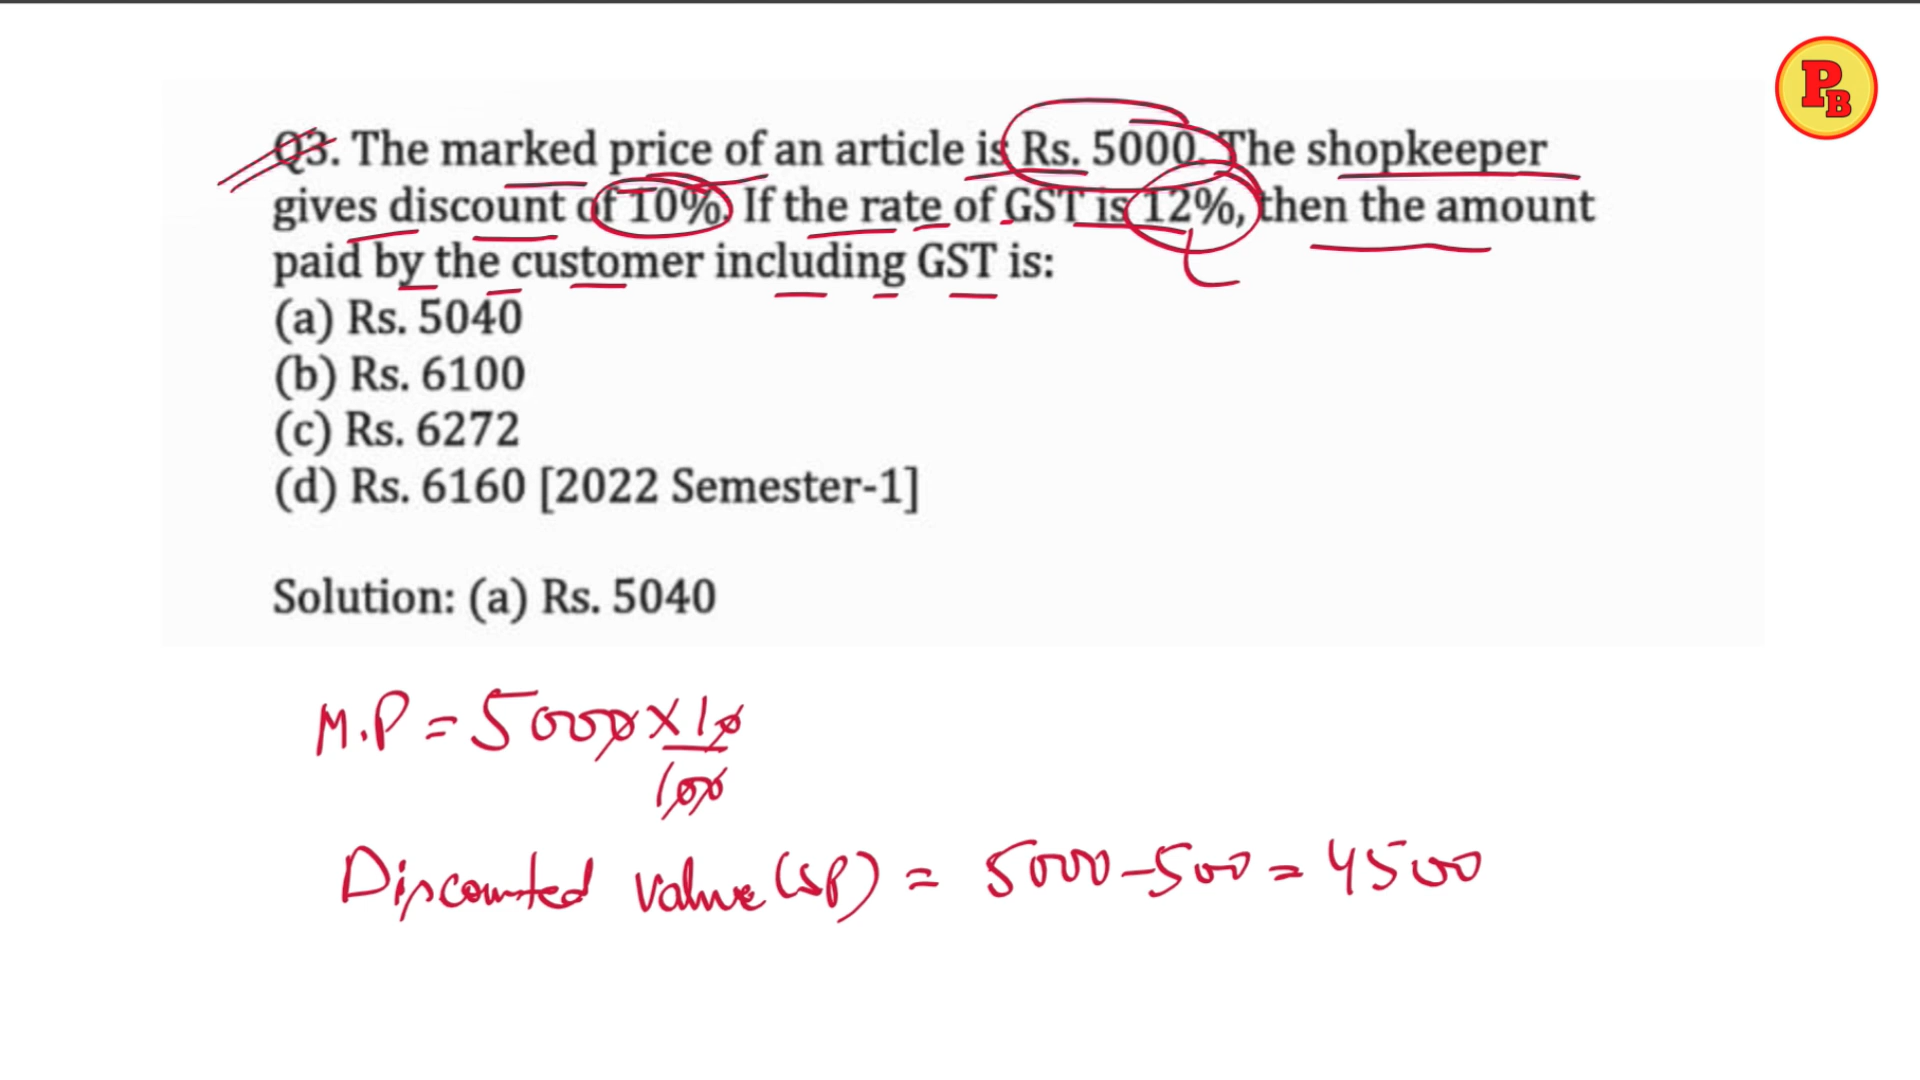 PB
Q3. The marked price of an article is Rs. 5000. The shopkeeper
gives discount of 10%. If the rate of GST is 12%, then the amount
paid by the customer including GST is:
(a) Rs. 5040
(b) Rs. 6100
(c) Rs. 6272
(d) Rs. 6160 [2022 Semester-1]
Solution: (a) Rs. 5040
M.P = 5000 × 10
100
Discounted value (SP) = 5000 - 500 = 4500